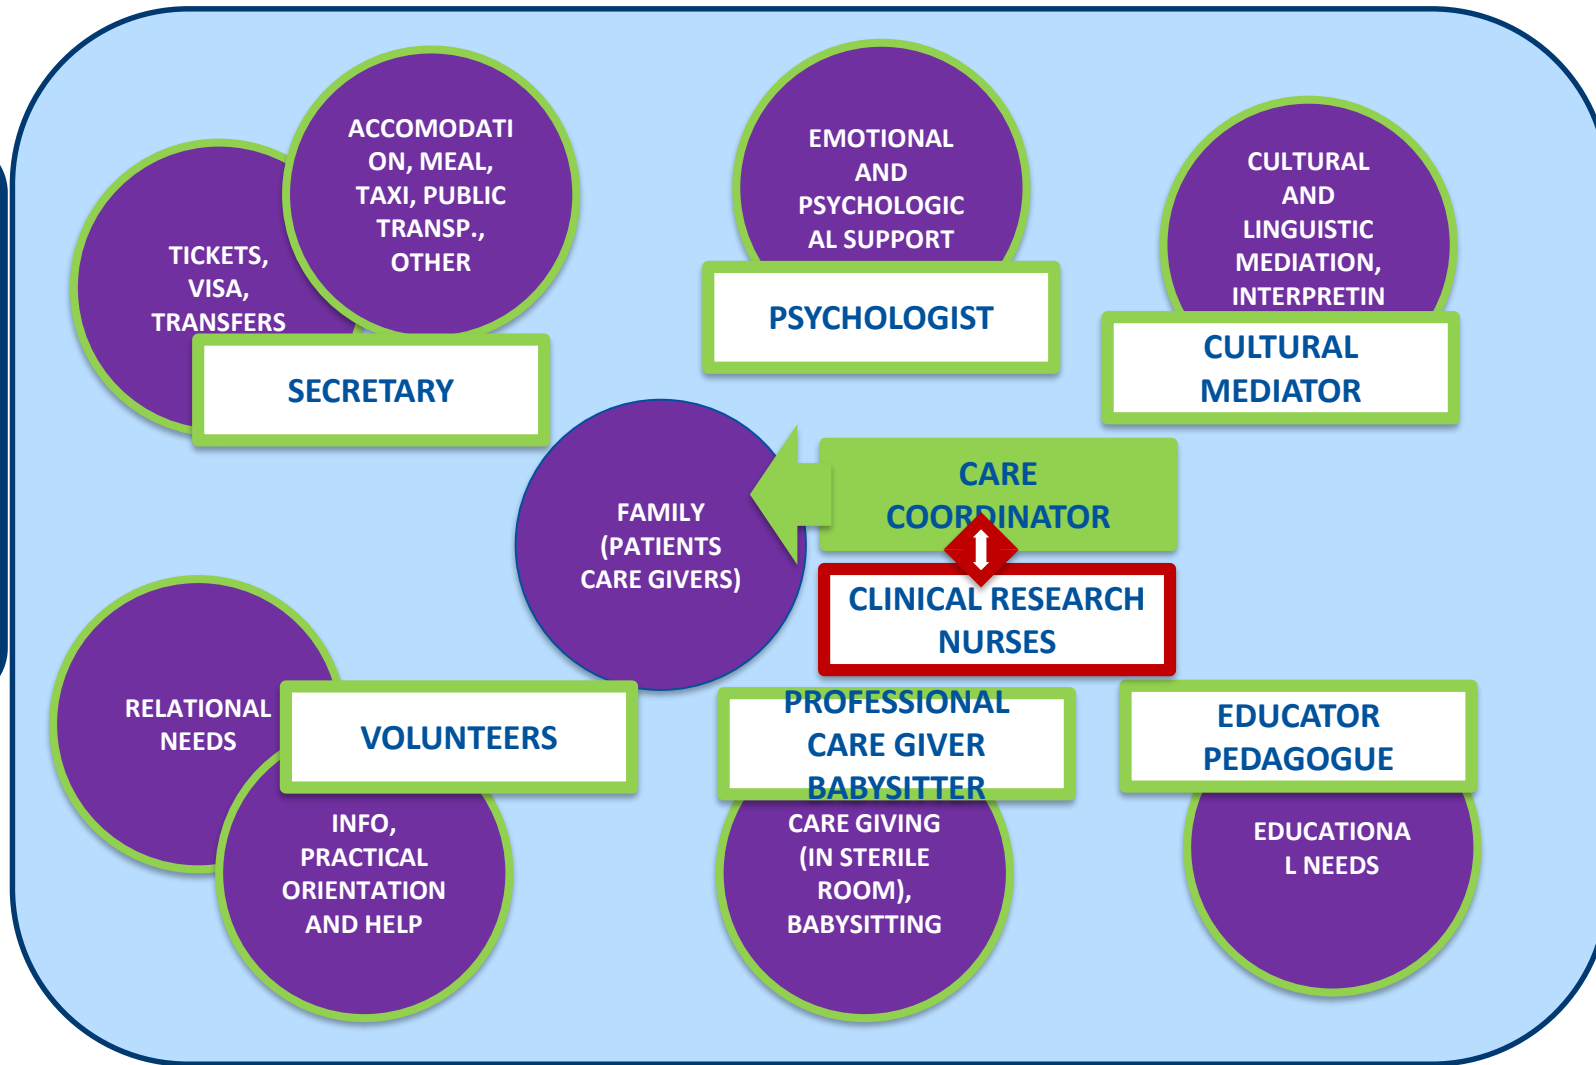 ACCOMODATI
ON, MEAL,
TAXI, PUBLIC
TRANSP.,
OTHER
TICKETS,
VISA,
TRANSFERS
SECRETARY
EMOTIONAL
AND
PSYCHOLOGIC
AL SUPPORT
PSYCHOLOGIST
CULTURAL
AND
LINGUISTIC
MEDIATION,
INTERPRETIN
CULTURAL
MEDIATOR
FAMILY
(PATIENTS
CARE GIVERS)
CARE
COORDINATOR
CLINICAL RESEARCH
NURSES
RELATIONAL
NEEDS
VOLUNTEERS
INFO,
PRACTICAL
ORIENTATION
AND HELP
PROFESSIONAL
CARE GIVER
BABYSITTER
CARE GIVING
(IN STERILE
ROOM),
BABYSITTING
EDUCATOR
PEDAGOGUE
EDUCATIONA
L NEEDS